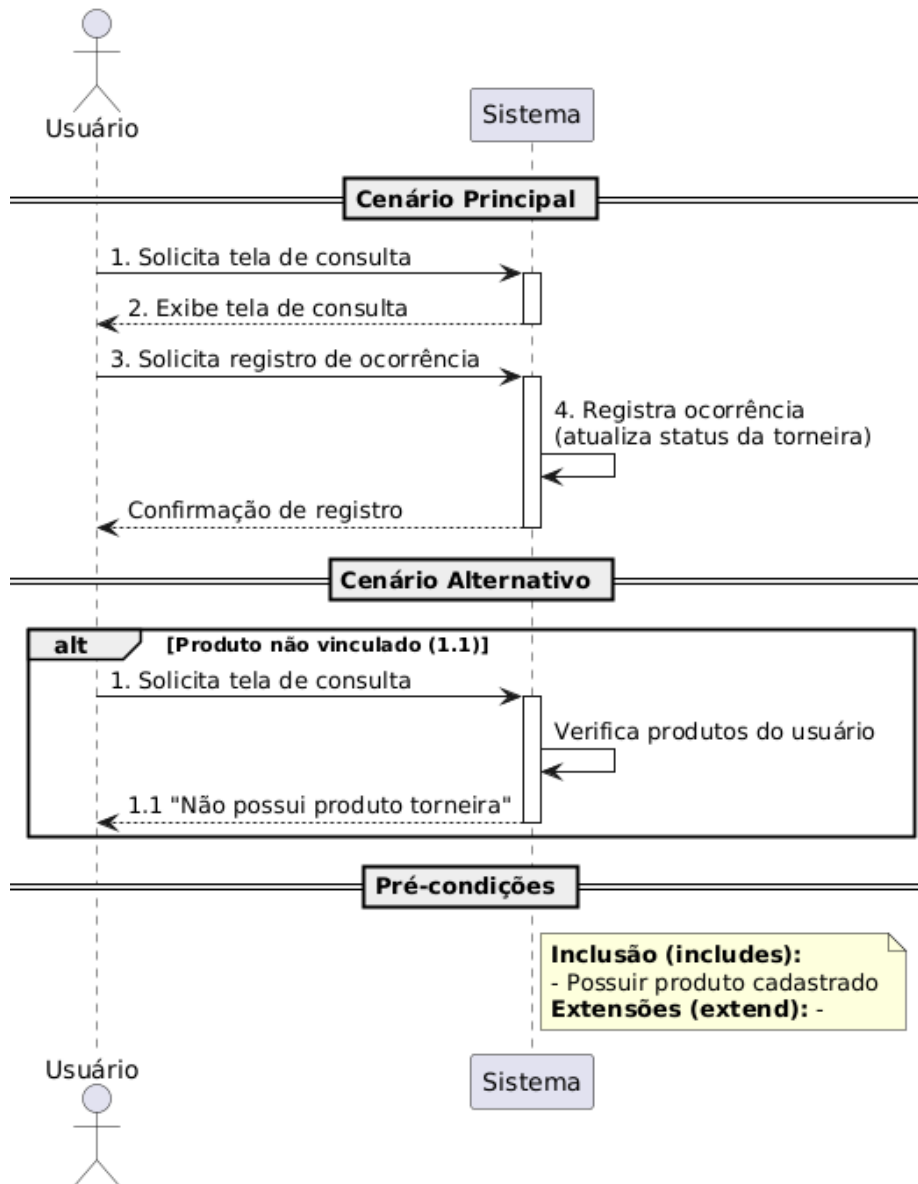 Usuário
Sistema
Cenário Principal
1. Solicita tela de consulta
2. Exibe tela de consulta
3. Solicita registro de ocorrência
4. Registra ocorrência
(atualiza status da torneira)
Confirmação de registro
Cenário Alternativo
alt
[Produto não vinculado (1.1)]
1. Solicita tela de consulta
Verifica produtos do usuário
1.1 "Não possui produto torneira"
Pré-condições
Inclusão (includes):
- Possuir produto cadastrado
Extensões (extend): -
Usuário
Sistema